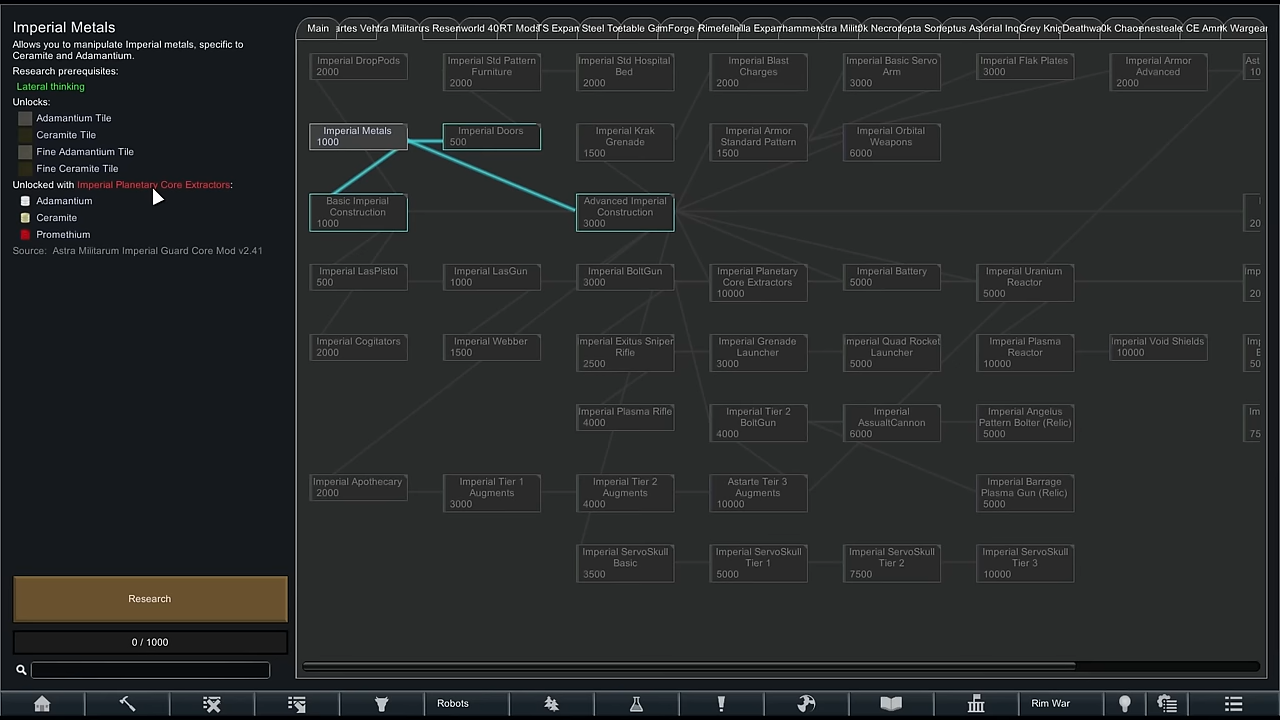 Imperial Metals
Allows you to manipulate Imperial metals, specific to
Ceramite and Adamantium.
Research prerequisites:
Lateral thinking
Unlocks:
Adamantium Tile
Ceramite Tile
Fine Adamantium Tile
Fine Ceramite Tile
Unlocked with Imperial Planetary Core Extractors:
Adamantium
Ceramite
Promethium
Source: Astra Militarum Imperial Guard Core Mod v2.41
Research
0 / 1000
Main
Imperial DropPods
2000
Imperial Std Pattern
Furniture
2000
Imperial Std Hospital
Bed
2000
Imperial Blast
Charges
2000
Imperial Basic Servo
Arm
3000
Imperial Flak Plates
3000
Imperial Armor
Advanced
2000
Ast
10
Imperial Metals
1000
Imperial Doors
500
Imperial Krak
Grenade
1500
Imperial Armor
Standard Pattern
1500
Imperial Orbital
Weapons
6000
Basic Imperial
Construction
1000
Advanced Imperial
Construction
3000
20
Imperial LasPistol
500
Imperial LasGun
1000
Imperial BoltGun
3000
Imperial Planetary
Core Extractors
10000
Imperial Battery
5000
Imperial Uranium
Reactor
5000
Imp
20
Imperial Cogitators
2000
Imperial Webber
1500
Imperial Exitus Sniper
Rifle
2500
Imperial Grenade
Launcher
3000
Imperial Quad Rocket
Launcher
5000
Imperial Plasma
Reactor
10000
Imperial Void Shields
10000
50
Imperial Plasma Rifle
4000
Imperial Tier 2
BoltGun
4000
Imperial
AssualtCannon
6000
Imperial Angelus
Pattern Bolter (Relic)
5000
Im
75
Imperial Apothecary
2000
Imperial Tier 1
Augments
3000
Imperial Tier 2
Augments
4000
Astarte Teir 3
Augments
10000
Imperial Barrage
Plasma Gun (Relic)
5000
Imperial ServoSkull
Basic
3500
Imperial ServoSkull
Tier 1
5000
Imperial ServoSkull
Tier 2
7500
Imperial ServoSkull
Tier 3
10000
Robots
Rim War